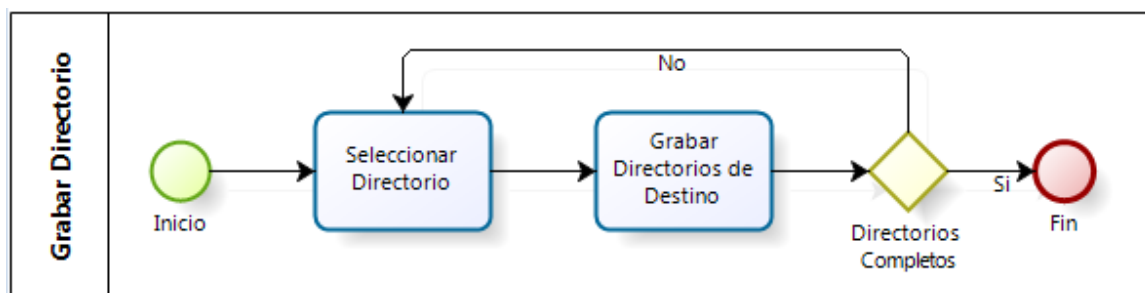 Grabar Directorio
No
Seleccionar
Directorio
Grabar
Directorios de
Destino
Si
Inicio
Directorios
Completos
Fin